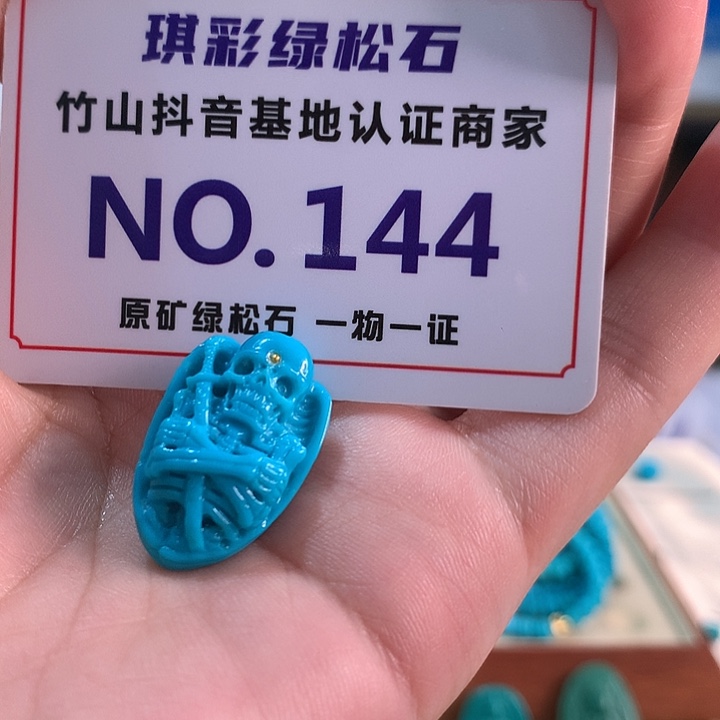 琪彩绿松石
竹山抖音基地认证商家
NO.144
原矿绿松石 一物一证